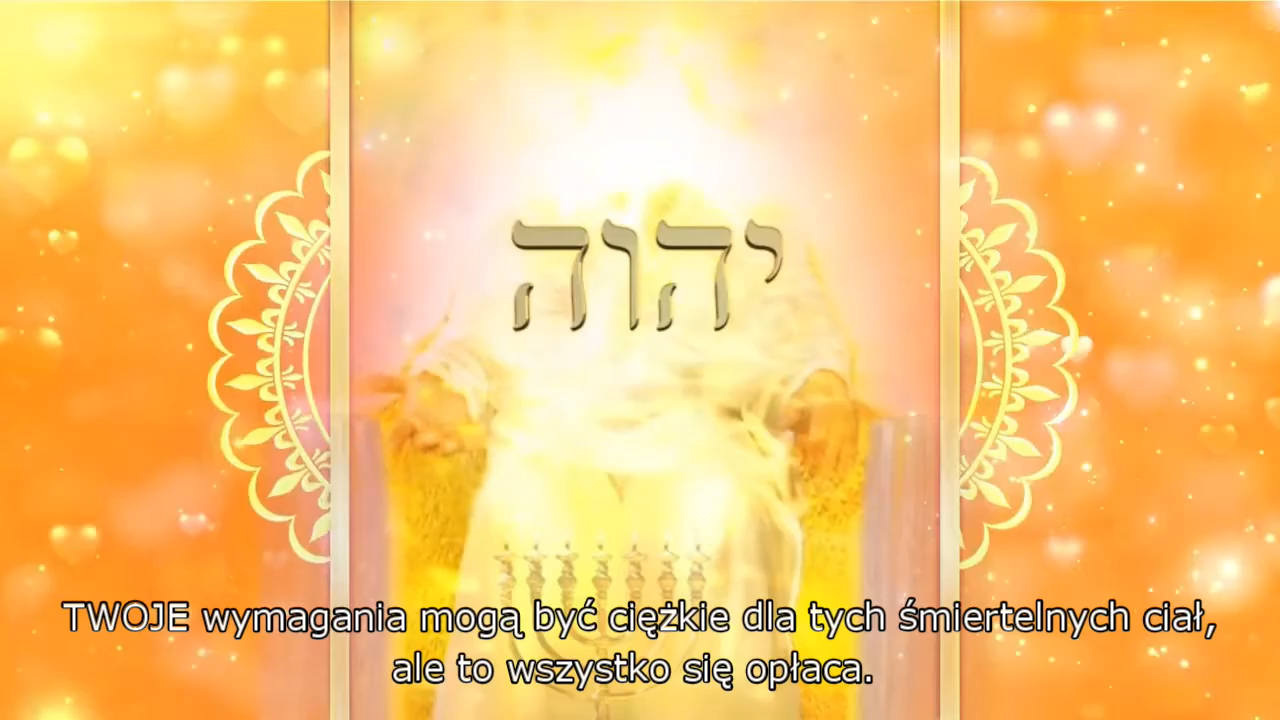 יהוה
TWOJE wymagania mogą być ciężkie dla tych śmiertelnych ciał,
ale to wszystko się opłaca.